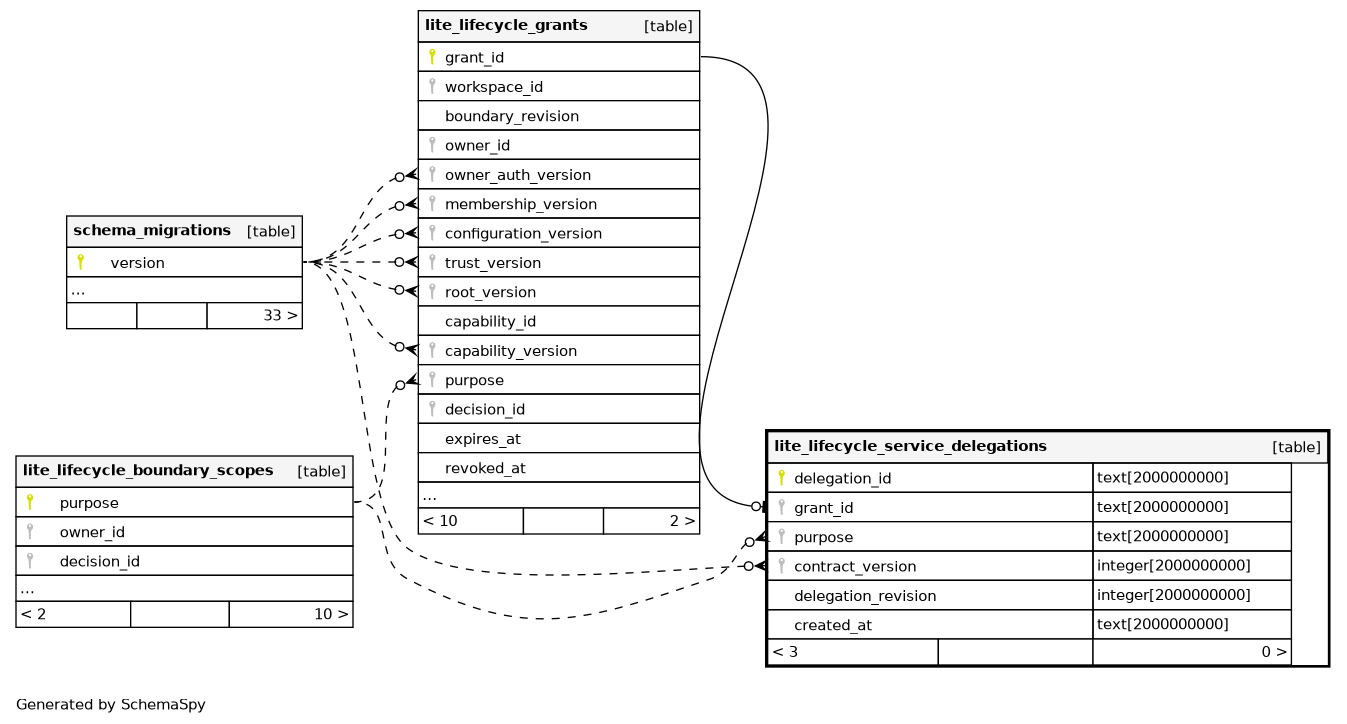 lite_lifecycle_grants [table]
grant_id
workspace_id
boundary_revision
owner_id
owner_auth_version
membership_version
configuration_version
trust_version
root_version
capability_id
capability_version
purpose
decision_id
expires_at
revoked_at
...
< 10 2 >
schema_migrations [table]
version
...
33 >
lite_lifecycle_boundary_scopes [table]
purpose
owner_id
decision_id
...
< 2 10 >
lite_lifecycle_service_delegations [table]
delegation_id text[2000000000]
grant_id text[2000000000]
purpose text[2000000000]
contract_version integer[2000000000]
delegation_revision integer[2000000000]
created_at text[2000000000]
< 3 0 >
Generated by SchemaSpy